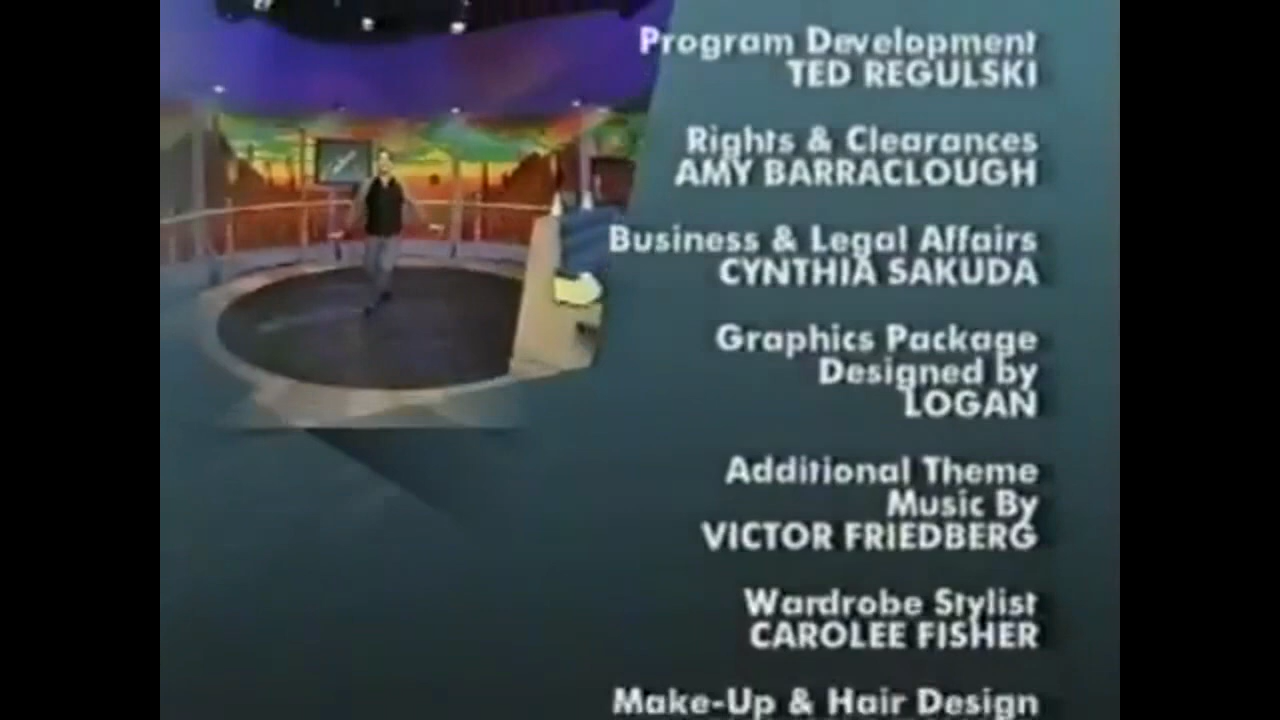 Program Development
TED REGULSKI
Rights & Clearances
AMY BARRACLOUGH
Business & Legal Affairs
CYNTHIA SAKUDA
Graphics Package
Designed by
LOGAN
Additional Theme
Music By
VICTOR FRIEDBERG
Wardrobe Stylist
CAROLEE FISHER
Make-Up & Hair Design